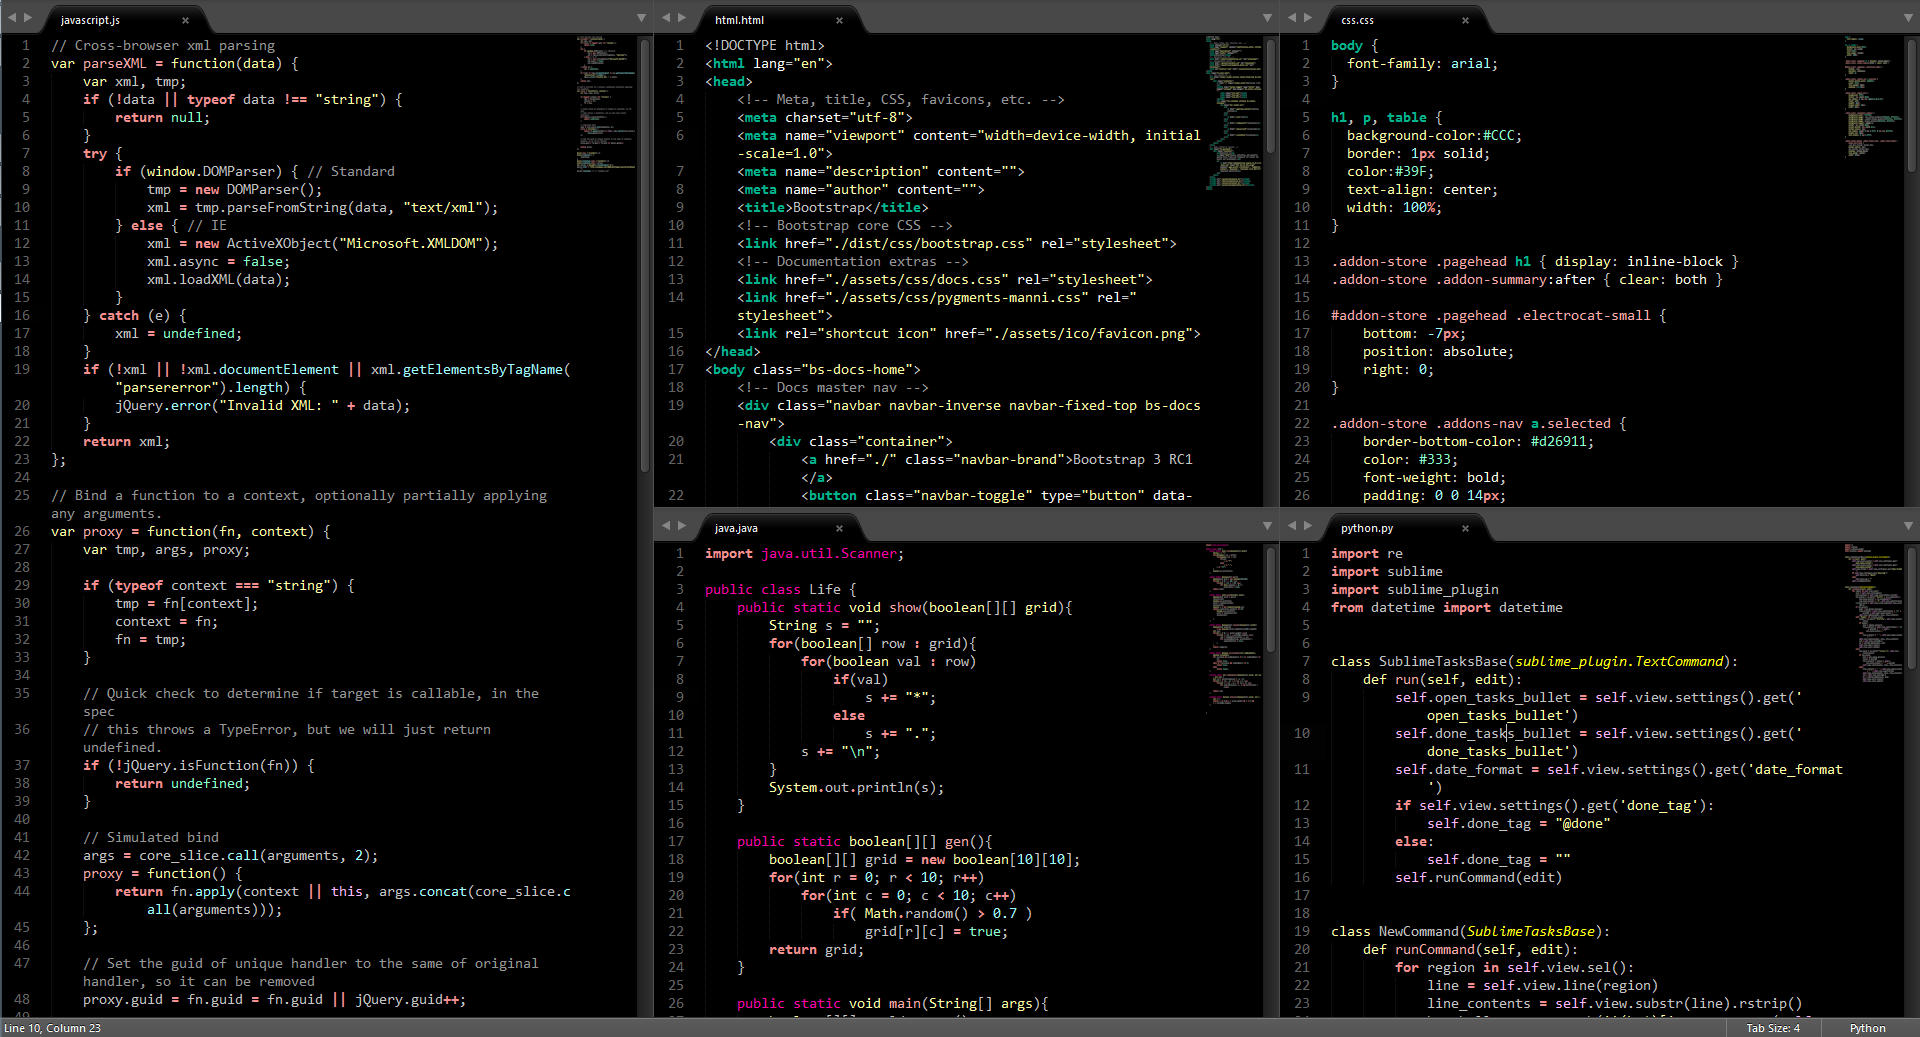 javascript.js ×
1 // Cross-browser xml parsing
2 var parseXML = function(data) {
3 var xml, tmp;
4 if (!data || typeof data !== "string") {
5 return null;
6 }
7 try {
8 if (window.DOMParser) { // Standard
9 tmp = new DOMParser();
10 xml = tmp.parseFromString(data, "text/xml");
11 } else { // IE
12 xml = new ActiveXObject("Microsoft.XMLDOM");
13 xml.async = false;
14 xml.loadXML(data);
15 }
16 } catch (e) {
17 xml = undefined;
18 }
19 if (!xml || !xml.documentElement || xml.getElementsByTagName(
"parsererror").length) {
20 jQuery.error("Invalid XML: " + data);
21 }
22 return xml;
23 };
24
25 // Bind a function to a context, optionally partially applying
any arguments.
26 var proxy = function(fn, context) {
27 var tmp, args, proxy;
28
29 if (typeof context === "string") {
30 tmp = fn[context];
31 context = fn;
32 fn = tmp;
33 }
34
35 // Quick check to determine if target is callable, in the
spec
36 // this throws a TypeError, but we will just return
undefined.
37 if (!jQuery.isFunction(fn)) {
38 return undefined;
39 }
40
41 // Simulated bind
42 args = core_slice.call(arguments, 2);
43 proxy = function() {
44 return fn.apply(context || this, args.concat(core_slice.c
all(arguments)));
45 };
46
47 // Set the guid of unique handler to the same of original
handler, so it can be removed
48 proxy.guid = fn.guid = fn.guid || jQuery.guid++;
html.html ×
1 <!DOCTYPE html>
2 <html lang="en">
3 <head>
4 <!-- Meta, title, CSS, favicons, etc. -->
5 <meta charset="utf-8">
6 <meta name="viewport" content="width=device-width, initial
-scale=1.0">
7 <meta name="description" content="">
8 <meta name="author" content="">
9 <title>Bootstrap</title>
10 <!-- Bootstrap core CSS -->
11 <link href="./dist/css/bootstrap.css" rel="stylesheet">
12 <!-- Documentation extras -->
13 <link href="./assets/css/docs.css" rel="stylesheet">
14 <link href="./assets/css/pygments-manni.css" rel="
stylesheet">
15 <link rel="shortcut icon" href="./assets/ico/favicon.png">
16 </head>
17 <body class="bs-docs-home">
18 <!-- Docs master nav -->
19 <div class="navbar navbar-inverse navbar-fixed-top bs-docs
-nav">
20 <div class="container">
21 <a href="./" class="navbar-brand">Bootstrap 3 RC1
</a>
22 <button class="navbar-toggle" type="button" data-
css.css ×
1 body {
2 font-family: arial;
3 }
4
5 h1, p, table {
6 background-color:#CCC;
7 border: 1px solid;
8 color:#39F;
9 text-align: center;
10 width: 100%;
11 }
12
13 .addon-store .pagehead h1 { display: inline-block }
14 .addon-store .addon-summary:after { clear: both }
15
16 #addon-store .pagehead .electrocat-small {
17 bottom: -7px;
18 position: absolute;
19 right: 0;
20 }
21
22 .addon-store .addons-nav a.selected {
23 border-bottom-color: #d26911;
24 color: #333;
25 font-weight: bold;
26 padding: 0 0 14px;
java.java ×
1 import java.util.Scanner;
2
3 public class Life {
4 public static void show(boolean[][] grid){
5 String s = "";
6 for(boolean[] row : grid){
7 for(boolean val : row)
8 if(val)
9 s += "*";
10 else
11 s += ".";
12 s += "\n";
13 }
14 System.out.println(s);
15 }
16
17 public static boolean[][] gen(){
18 boolean[][] grid = new boolean[10][10];
19 for(int r = 0; r < 10; r++)
20 for(int c = 0; c < 10; c++)
21 if( Math.random() > 0.7 )
22 grid[r][c] = true;
23 return grid;
24 }
25
26 public static void main(String[] args){
python.py ×
1 import re
2 import sublime
3 import sublime_plugin
4 from datetime import datetime
5
6
7 class SublimeTasksBase(sublime_plugin.TextCommand):
8 def run(self, edit):
9 self.open_tasks_bullet = self.view.settings().get('
open_tasks_bullet')
10 self.done_tasks_bullet = self.view.settings().get('
done_tasks_bullet')
11 self.date_format = self.view.settings().get('date_format
')
12 if self.view.settings().get('done_tag'):
13 self.done_tag = "@done"
14 else:
15 self.done_tag = ""
16 self.runCommand(edit)
17
18
19 class NewCommand(SublimeTasksBase):
20 def runCommand(self, edit):
21 for region in self.view.sel():
22 line = self.view.line(region)
23 line_contents = self.view.substr(line).rstrip()
Line 10, Column 23
Tab Size: 4
Python